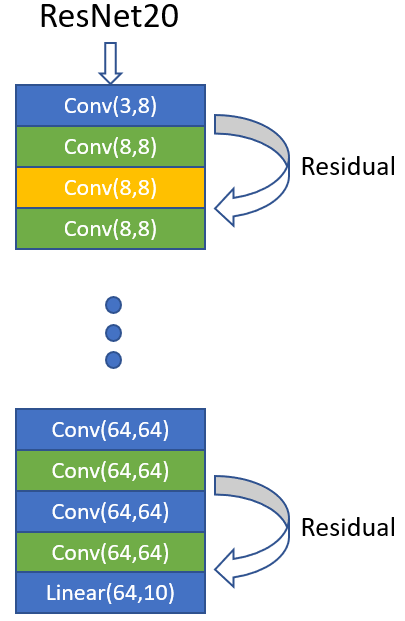 ResNet20
Conv(3,8)
Conv(8,8)
Residual
Conv(8,8)
Conv(8,8)
Conv(64,64)
Conv(64,64)
Conv(64,64)
Residual
Conv(64,64)
Linear(64,10)